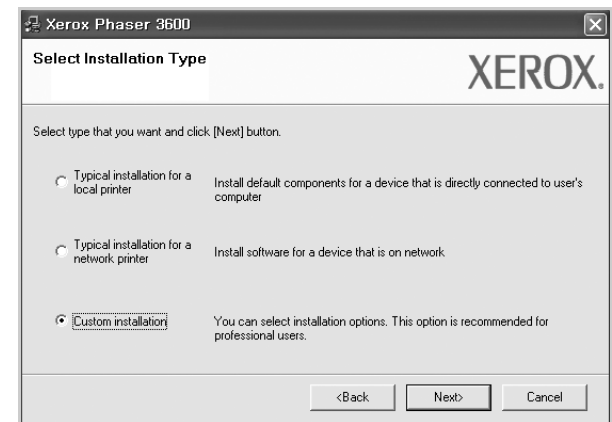 Xerox Phaser 3600
Select Installation Type
XEROX.
Select type that you want and click [Next] button.
Typical installation for a
local printer
Install default components for a device that is directly connected to user's
computer
Typical installation for a
network printer
Install software for a device that is on network
Custom installation
You can select installation options. This option is recommended for
professional users.
<Back
Next>
Cancel